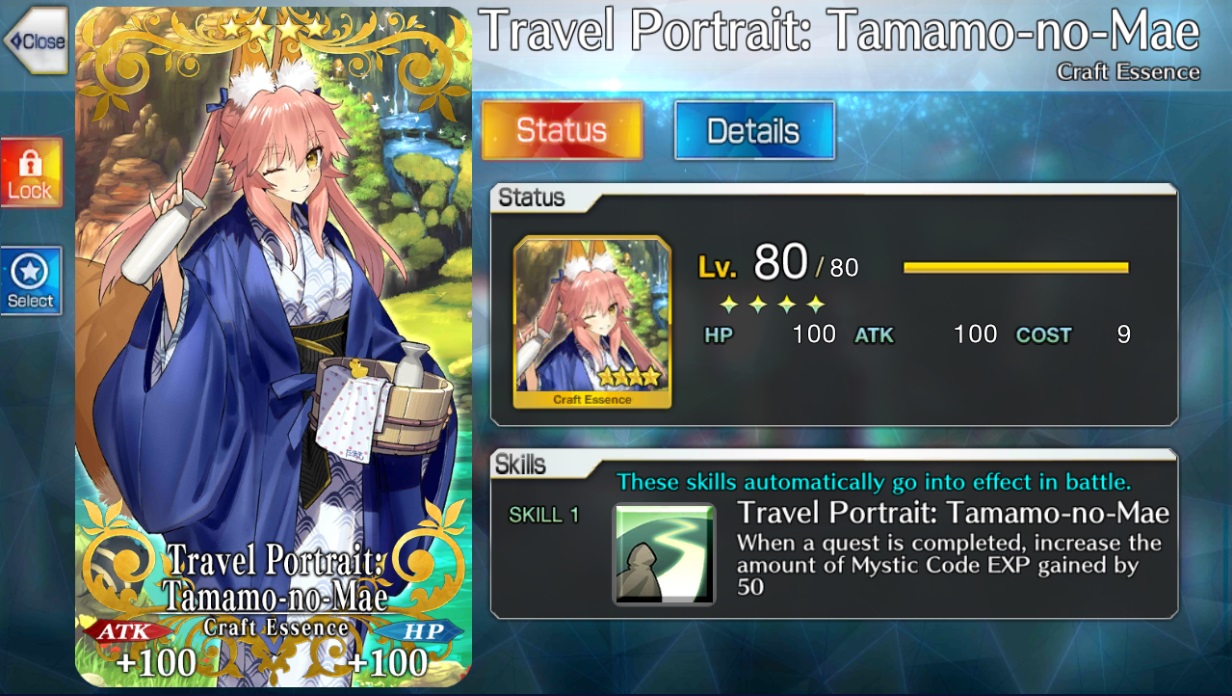 Close
Travel Portrait: Tamamo-no-Mae
Craft Essence
Status
Details
Lock
Select
Status
Lv. 80 / 80
HP 100 ATK 100 COST 9
Craft Essence
Skills
These skills automatically go into effect in battle.
SKILL 1
Travel Portrait: Tamamo-no-Mae
When a quest is completed, increase the
amount of Mystic Code EXP gained by
50
Travel Portrait:
Tamamo-no-Mae
Craft Essence
ATK
HP
+100
+100